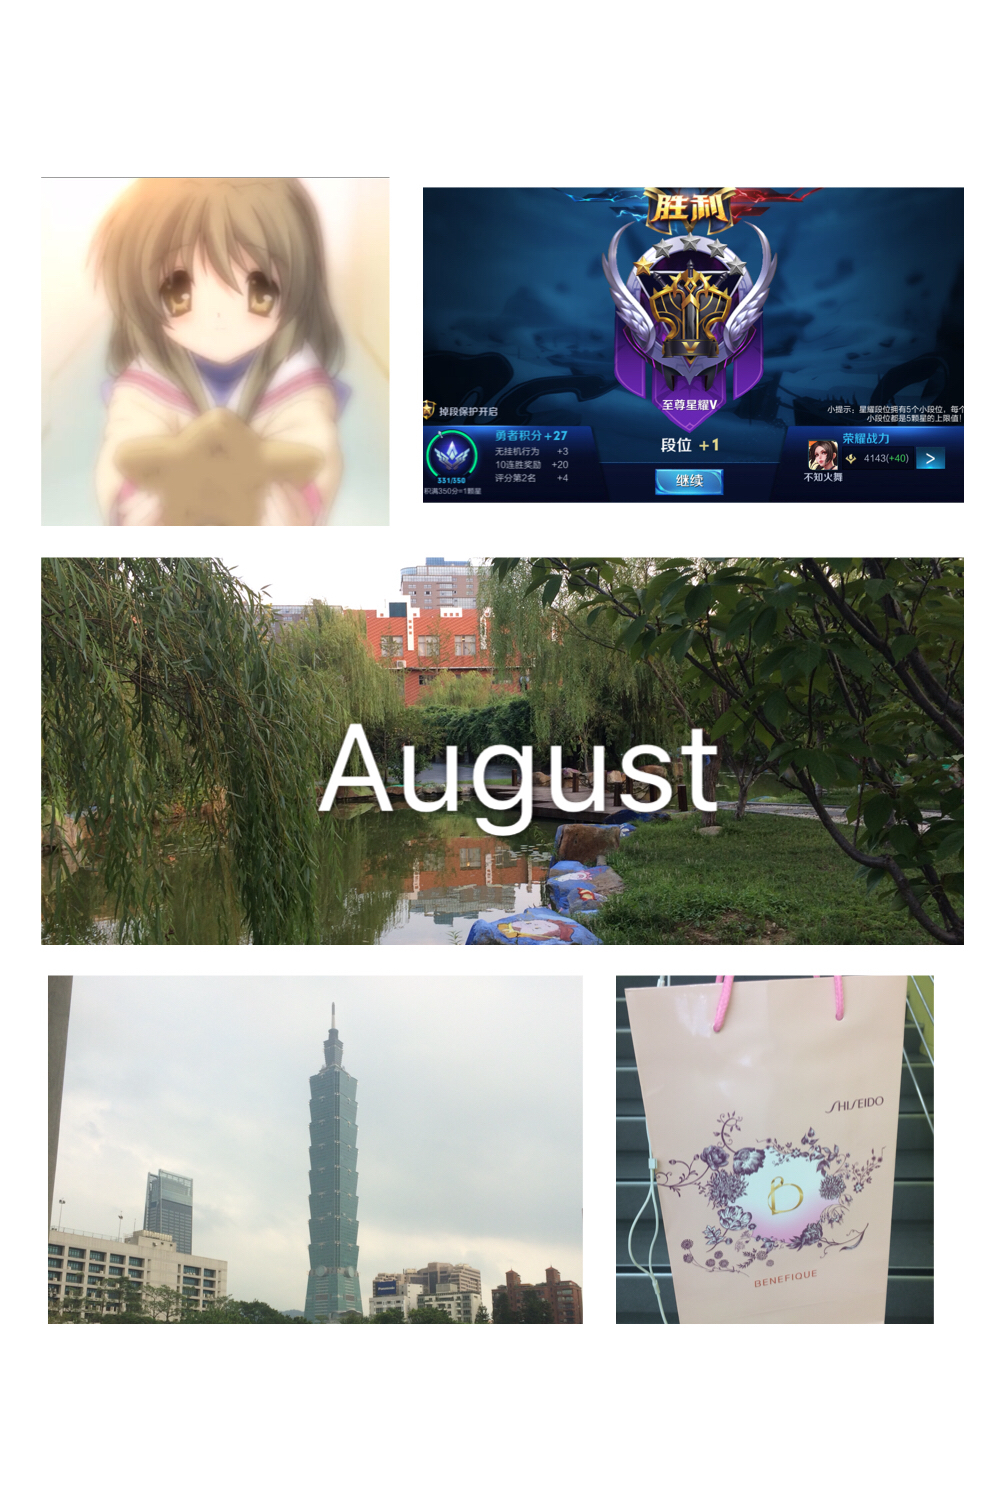 胜利
至尊星耀V
掉段保护开启
小提示：星耀段位拥有5个小段位，每个
小段位都是5颗星的上限值！
勇者积分+27
无挂机行为 +3
10连胜奖励 +20
评分第2名 +4
331/350
积满350分=1颗星
段位 +1
继续
荣耀战力
4143(+40)
>
不知火舞
August
SHISEIDO
BENEFIQUE